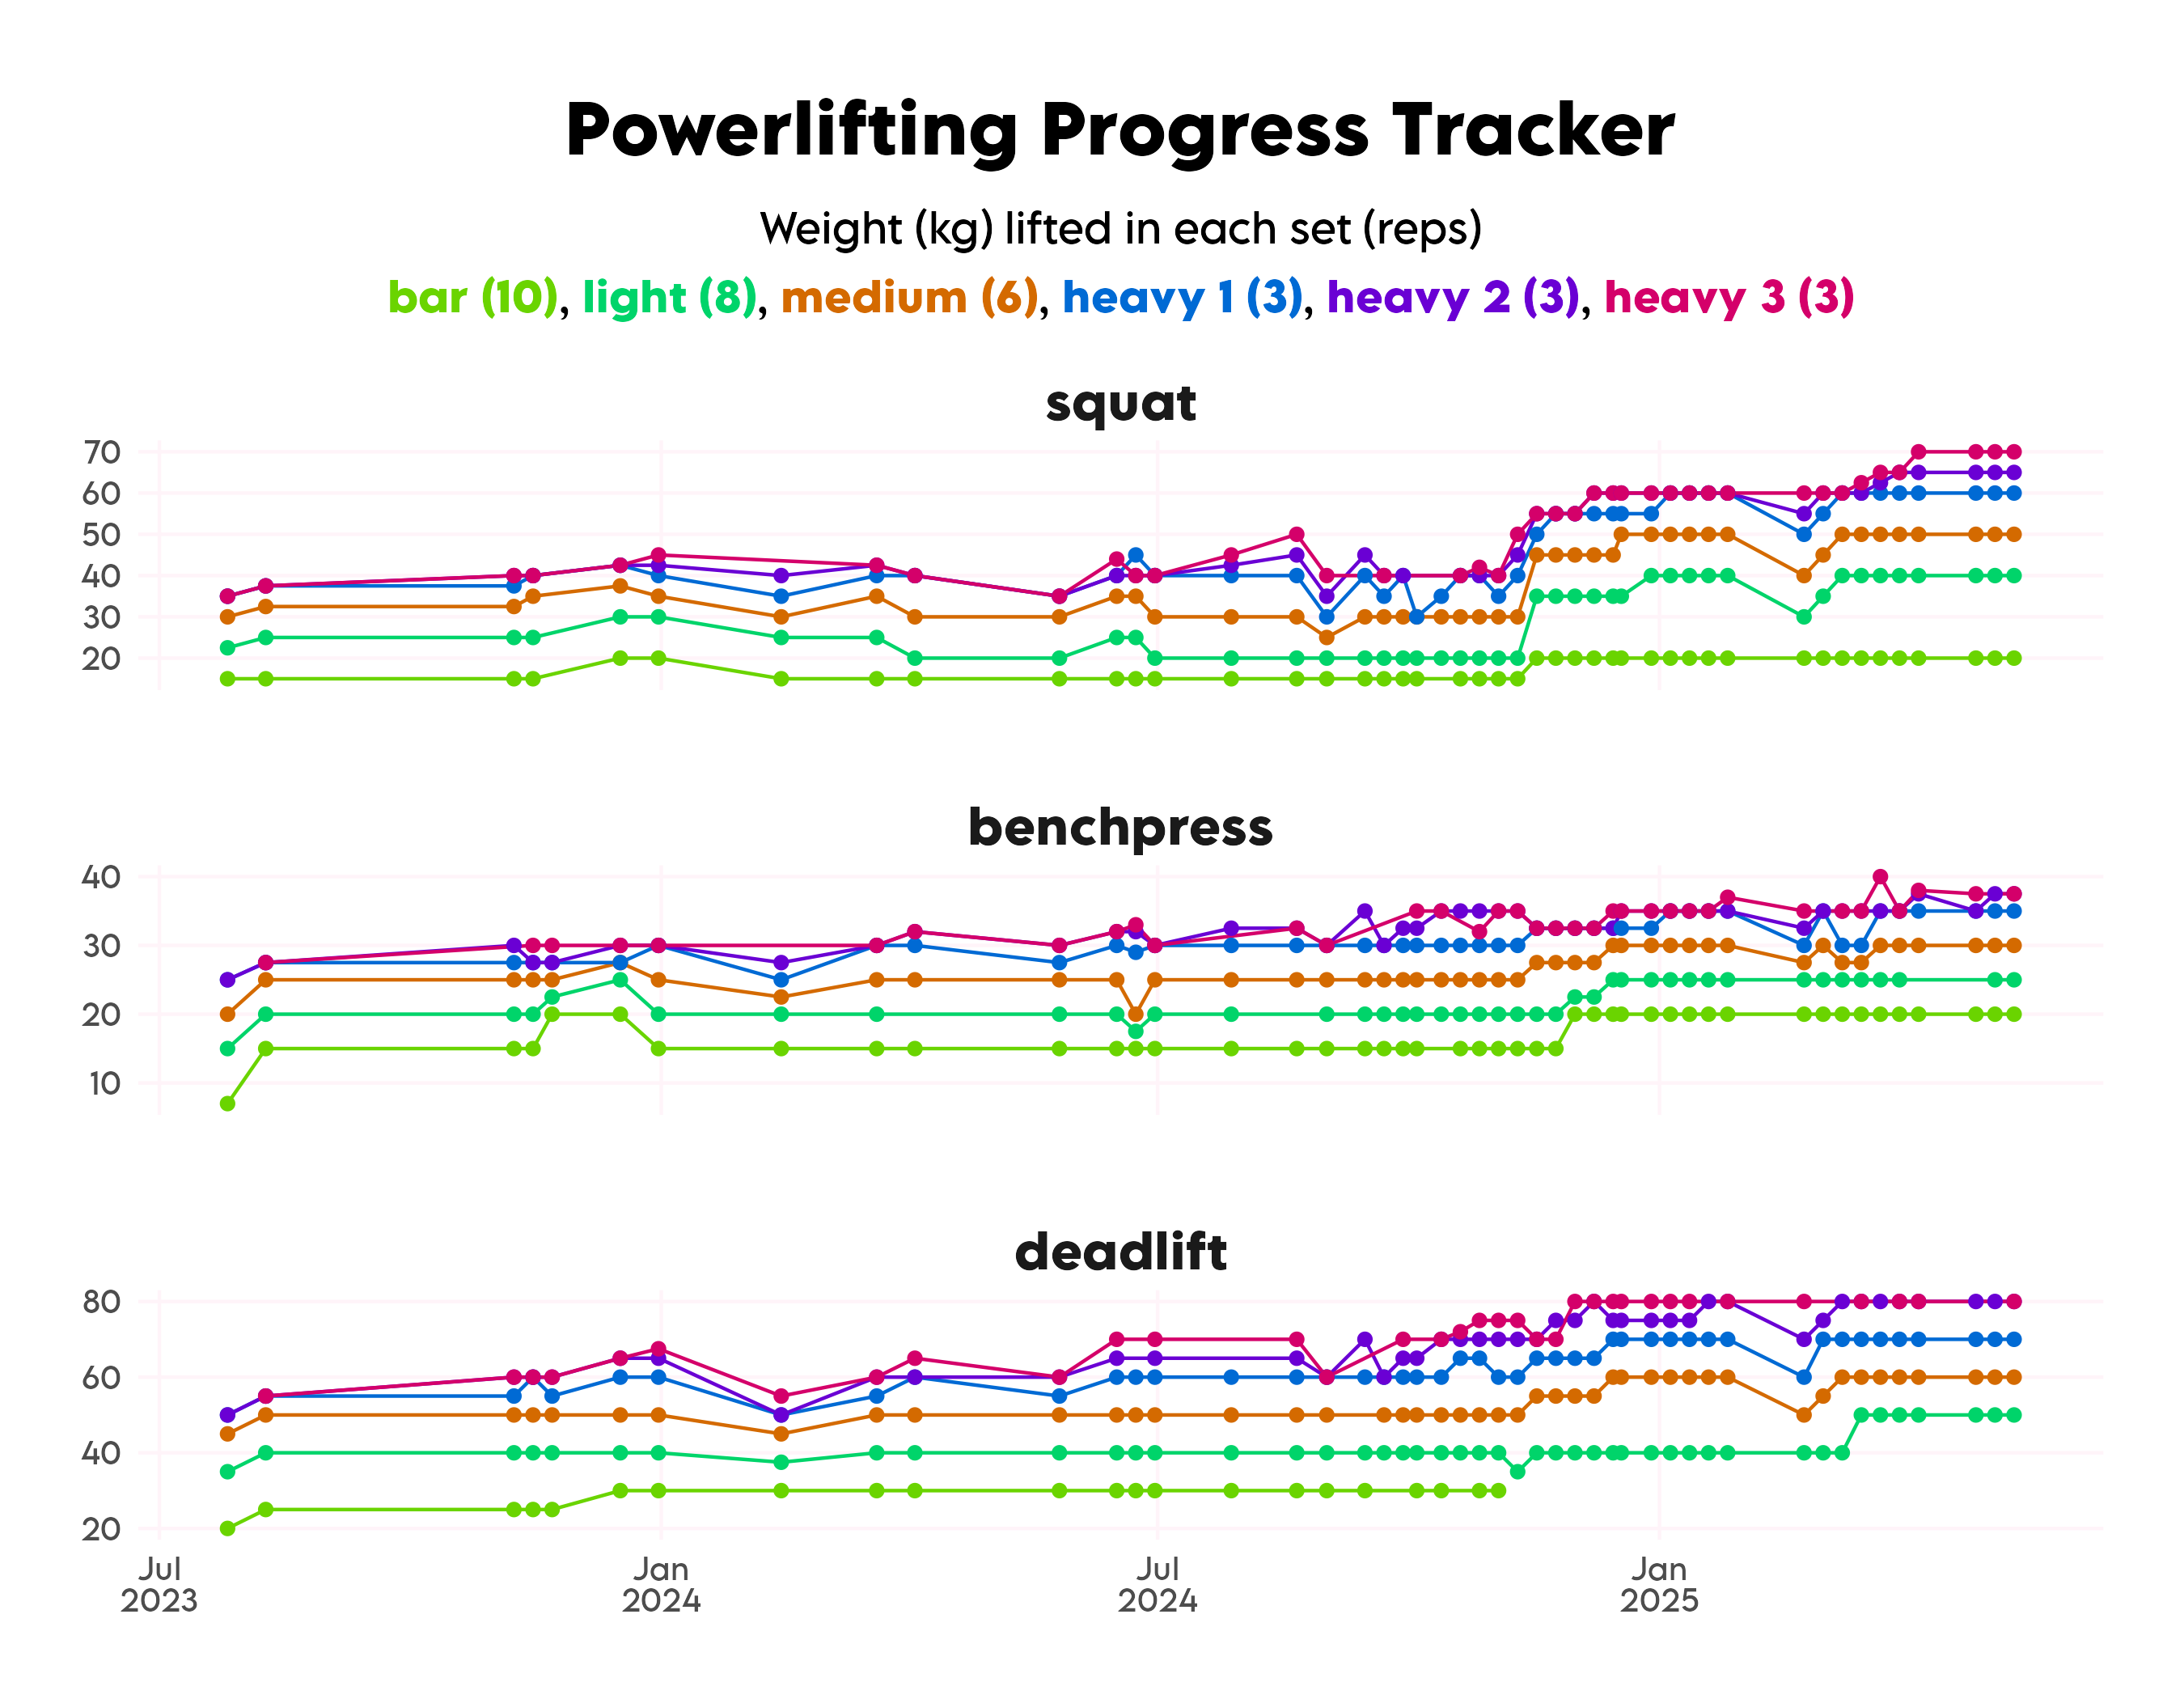 Powerlifting Progress Tracker
Weight (kg) lifted in each set (reps)
bar (10), light (8), medium (6), heavy 1 (3), heavy 2 (3), heavy 3 (3)
squat
70
60
50
40
30
20
benchpress
40
30
20
10
deadlift
80
60
40
20
Jul Jan Jul Jan
2023 2024 2024 2025